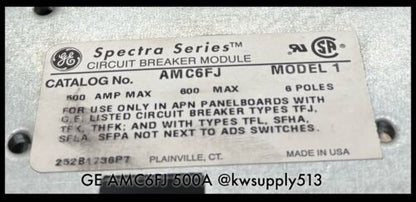 GE Spectra Series™
CIRCUIT BREAKER MODULE
CATALOG No. AMC6FJ MODEL 1
500 AMP MAX 600 MAX 6 POLES
FOR USE ONLY IN APN PANELBOARDS WITH
G.E. LISTED CIRCUIT BREAKER TYPES TFJ,
TFK, THFK; AND WITH TYPES TFL, SFHA,
SFLA. SFPA NOT NEXT TO ADS SWITCHES.
252B1736P7 PLAINVILLE, CT. MADE IN USA
GE AMC6FJ 500A @kwsupply513